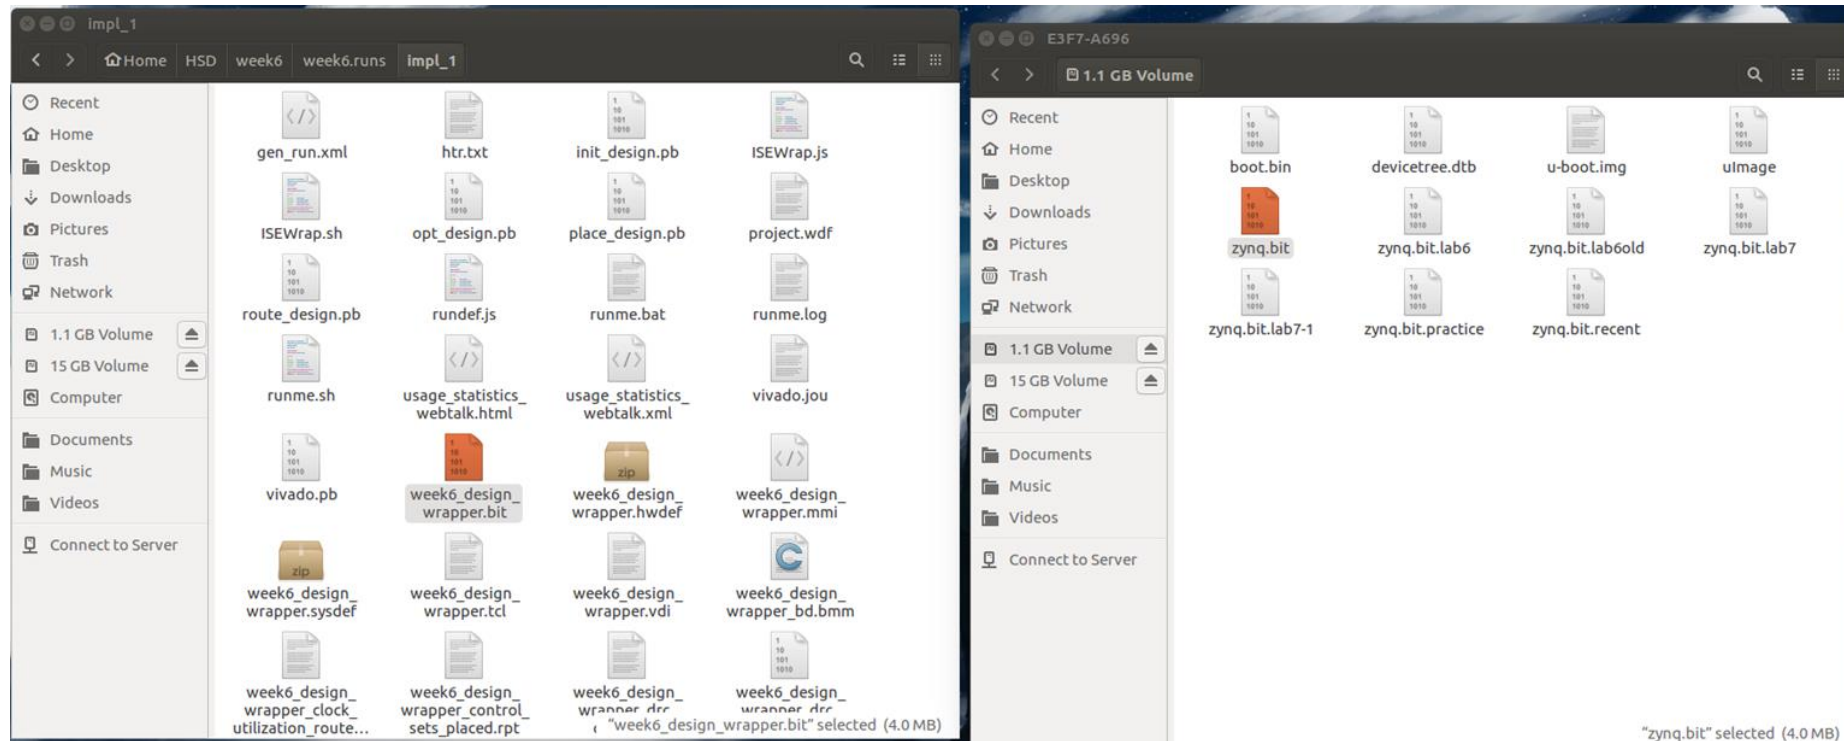 impl_1
Home HSD week6 week6.runs impl_1
Recent
Home
Desktop
Downloads
Pictures
Trash
Network
1.1 GB Volume
15 GB Volume
Computer
Documents
Music
Videos
Connect to Server
gen_run.xml
htr.txt
init_design.pb
ISEWrap.js
ISEWrap.sh
opt_design.pb
place_design.pb
project.wdf
route_design.pb
rundef.js
runme.bat
runme.log
runme.sh
usage_statistics_
webtalk.html
usage_statistics_
webtalk.xml
vivado.jou
vivado.pb
week6_design_
wrapper.bit
week6_design_
wrapper.hwdef
week6_design_
wrapper.mmi
week6_design_
wrapper.sysdef
week6_design_
wrapper.tcl
week6_design_
wrapper.vdi
week6_design_
wrapper_bd.bmm
week6_design_
wrapper_clock_
utilization_route...
week6_design_
wrapper_control_
sets_placed.rpt
week6_design_
wrapper_drc
week6_design_
wrapper_drc
"week6_design_wrapper.bit" selected (4.0 MB)
E3F7-A696
1.1 GB Volume
Recent
Home
Desktop
Downloads
Pictures
Trash
Network
1.1 GB Volume
15 GB Volume
Computer
Documents
Music
Videos
Connect to Server
boot.bin
devicetree.dtb
u-boot.img
uImage
zynq.bit
zynq.bit.lab6
zynq.bit.lab6old
zynq.bit.lab7
zynq.bit.lab7-1
zynq.bit.practice
zynq.bit.recent
"zynq.bit" selected (4.0 MB)